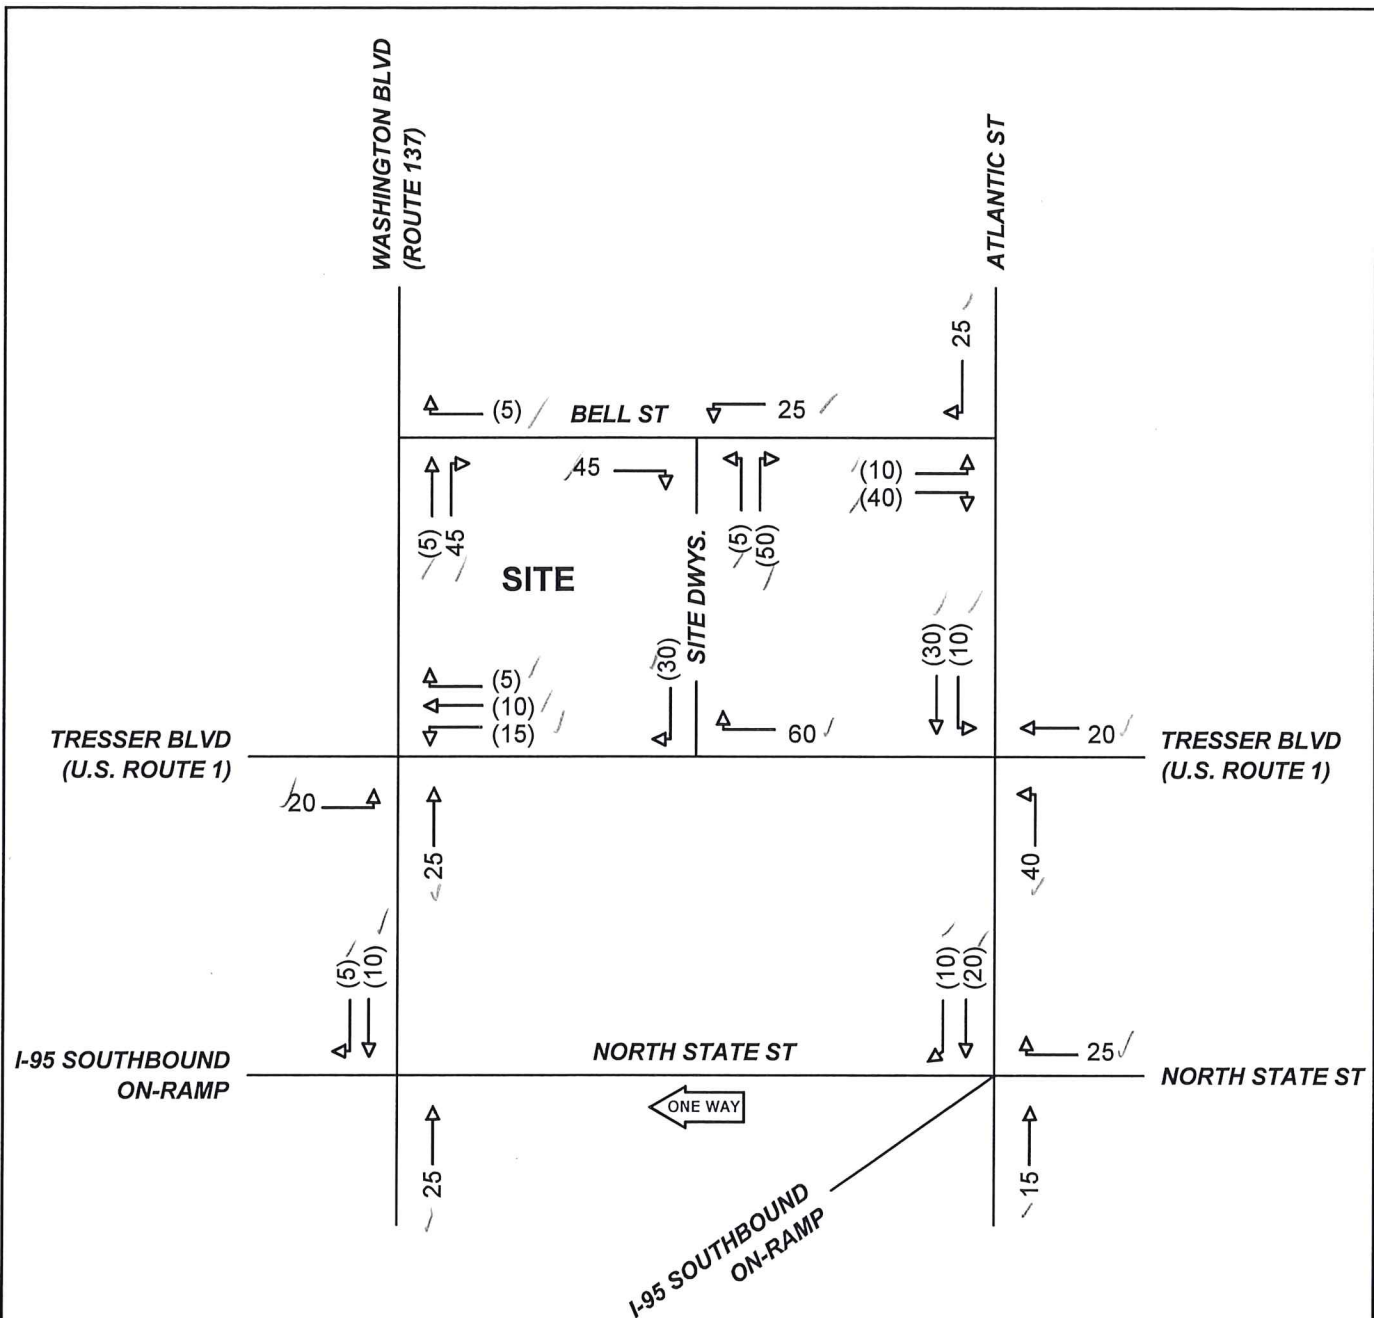 WASHINGTON BLVD
(ROUTE 137)
ATLANTIC ST
25
(5)
BELL ST
25
45
(10)
(40)
(5)
45
(5)
(50)
SITE
SITE DWYS.
(30)
(30)
(10)
(5)
(10)
(15)
60
20
TRESSER BLVD
(U.S. ROUTE 1)
TRESSER BLVD
(U.S. ROUTE 1)
20
25
40
(5)
(10)
(10)
(20)
I-95 SOUTHBOUND
ON-RAMP
NORTH STATE ST
25
NORTH STATE ST
ONE WAY
25
15
I-95 SOUTHBOUND
ON-RAMP